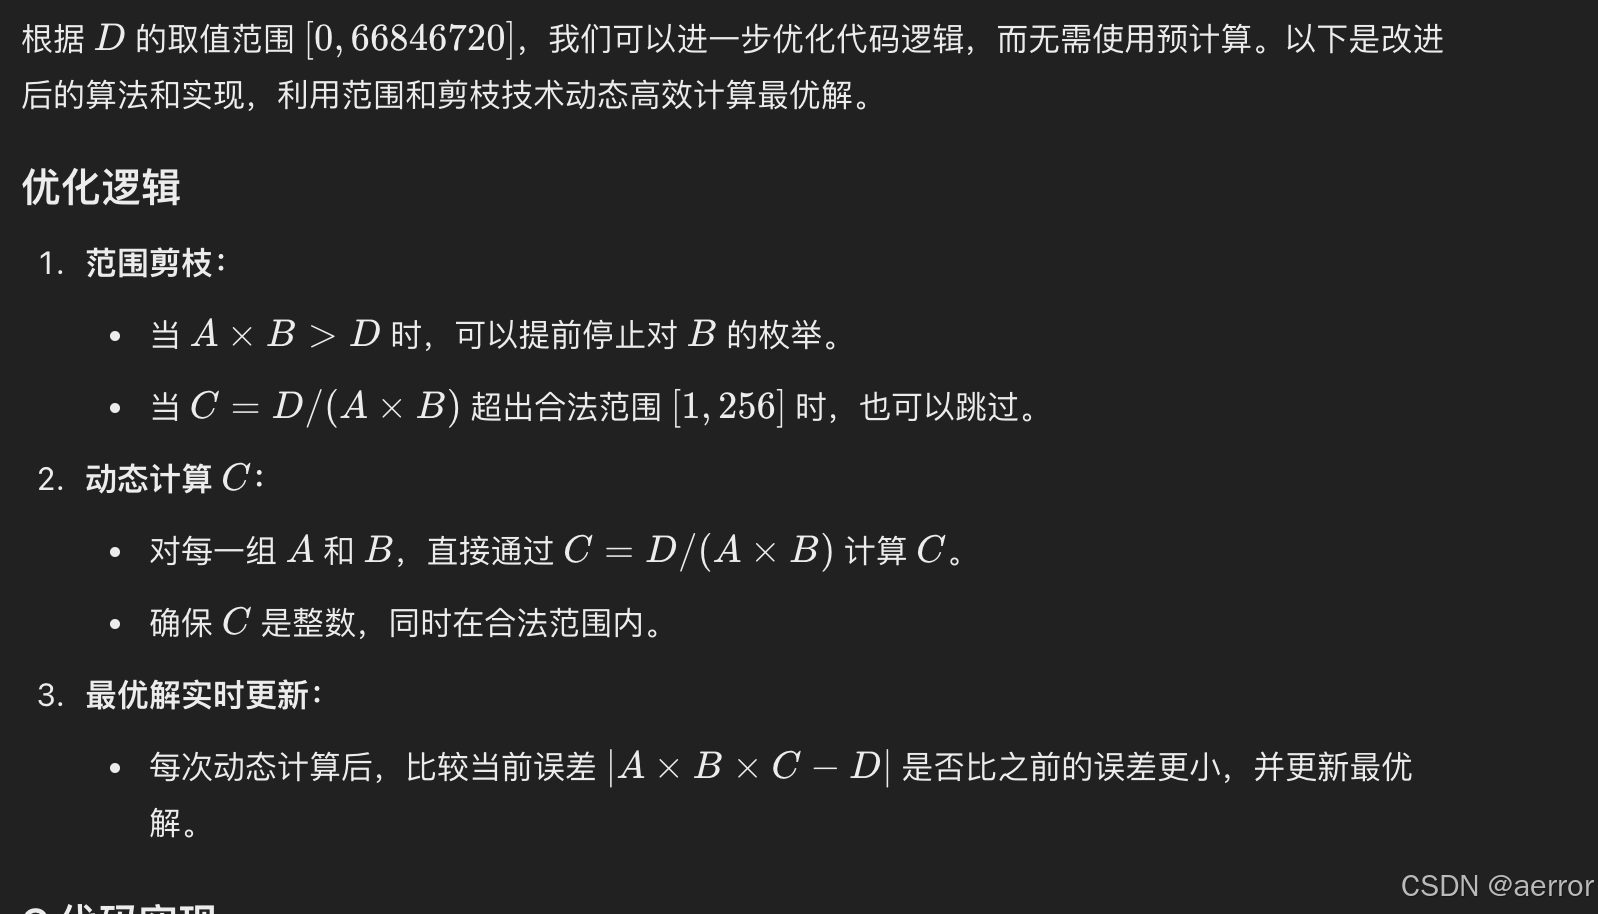 根据 D 的取值范围 [0, 66846720]，我们可以进一步优化代码逻辑，而无需使用预计算。以下是改进
后的算法和实现，利用范围和剪枝技术动态高效计算最优解。
优化逻辑
1. 范围剪枝：
• 当 A × B > D 时，可以提前停止对 B 的枚举。
• 当 C = D/(A × B) 超出合法范围 [1, 256] 时，也可以跳过。
2. 动态计算 C：
• 对每一组 A 和 B，直接通过 C = D/(A × B) 计算 C。
• 确保 C 是整数，同时在合法范围内。
3. 最优解实时更新：
• 每次动态计算后，比较当前误差 |A × B × C − D| 是否比之前的误差更小，并更新最优
解。
CSDN @aerror
代码实现